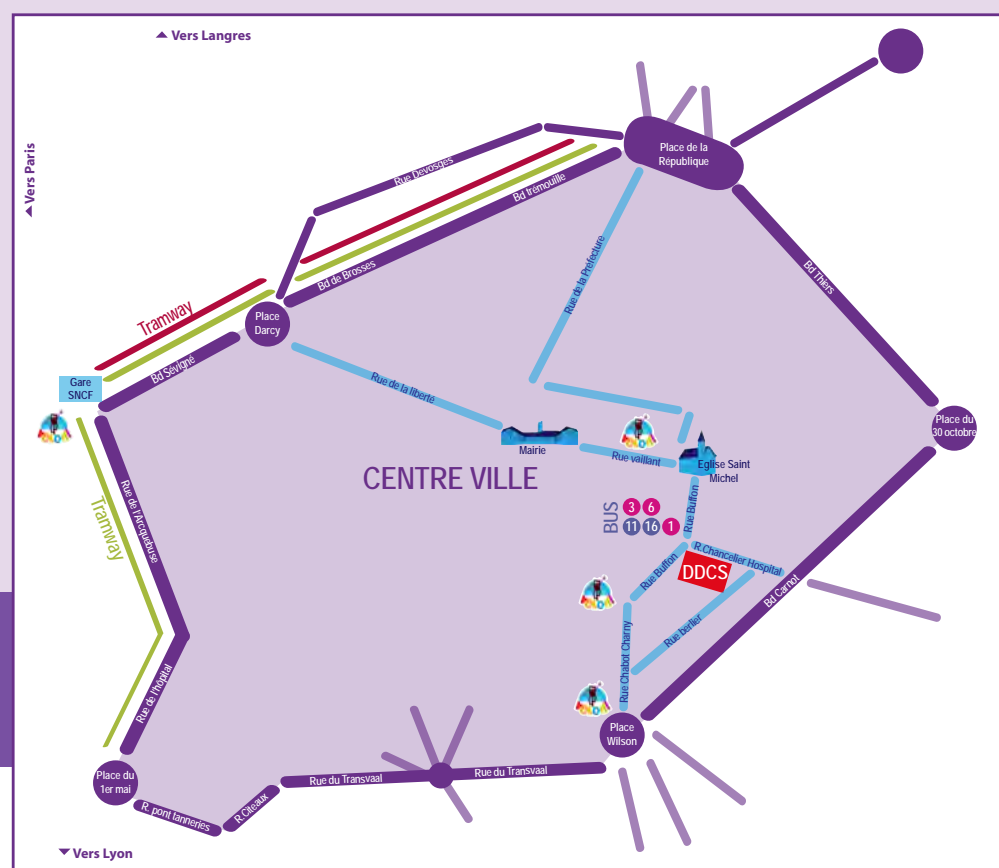 Vers Langres
Vers Paris
Place de la
République
Rue Devosges
Bd trémouille
Bd de Brosses
Rue de la Préfecture
Bd Thiers
Tramway
Place
Darcy
Bd Sévigné
Gare
SNCF
Rue de la liberté
Mairie
Rue vaillant
Eglise Saint
Michel
Place du
30 octobre
CENTRE VILLE
Tramway
Rue de l'Arcquebuse
BUS
3 6
11 16 1
Rue Buffon
R.Chancelier Hospital
DDCS
Rue Buffon
Bd Carnot
Rue berlier
Rue Chabot Charny
Rue de l'hôpital
Place
Wilson
Place du
1er mai
Rue du Transvaal
Rue du Transvaal
R. pont tanneries
R.Citeaux
Vers Lyon